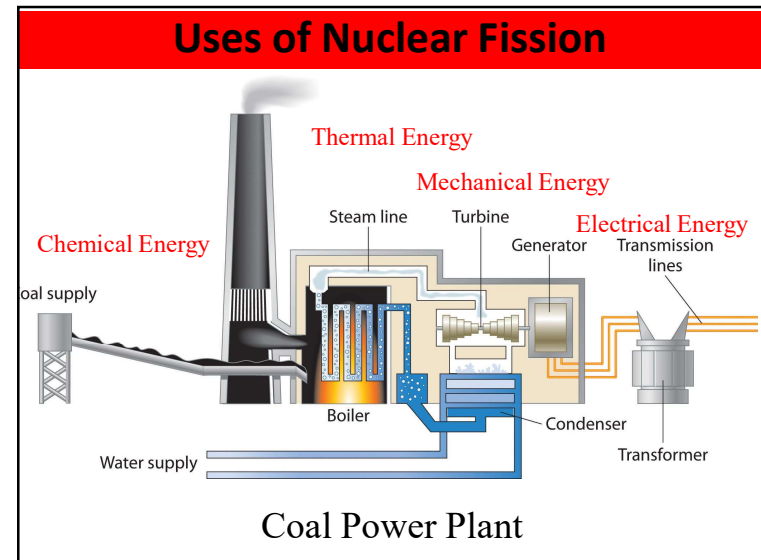 Uses of Nuclear Fission
Thermal Energy
Mechanical Energy
Steam line
Turbine
Electrical Energy
Chemical Energy
Generator
Transmission
lines
oal supply
Boiler
Condenser
Water supply
Transformer
Coal Power Plant